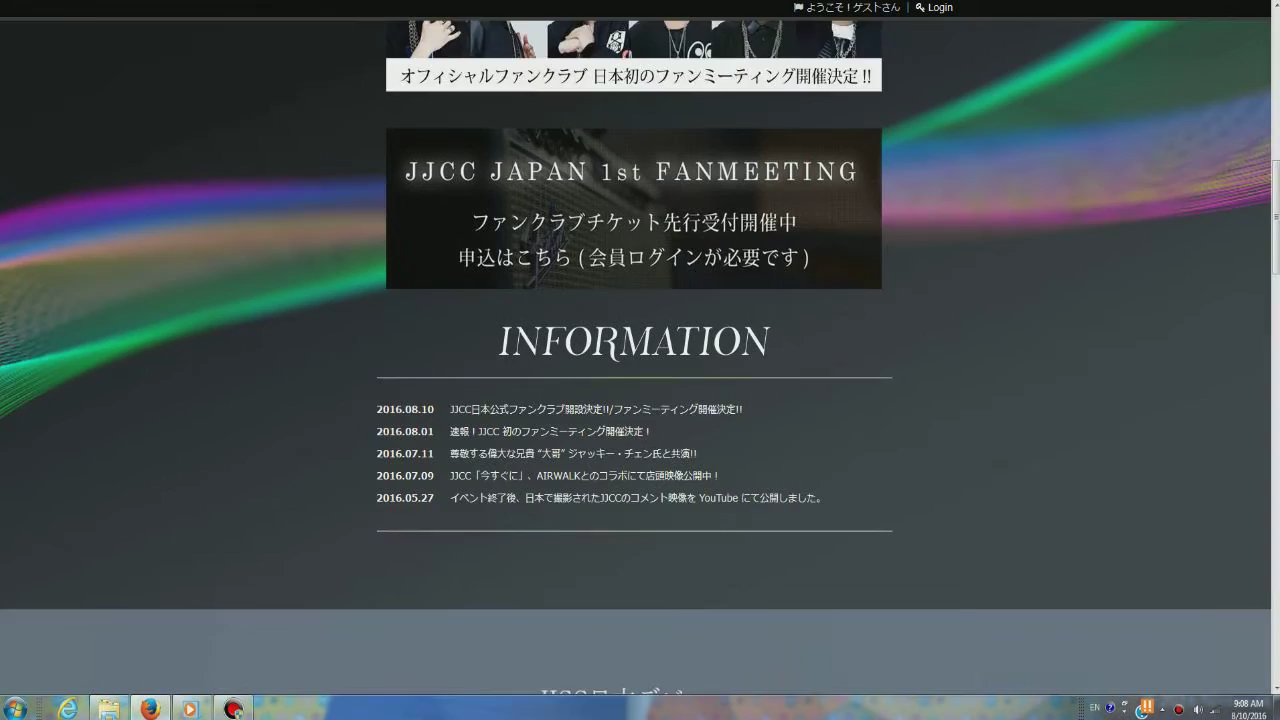 ようこそ！ゲストさん | Login
オフィシャルファンクラブ 日本初のファンミーティング開催決定!!
JJCC JAPAN 1st FANMEETING
ファンクラブチケット先行受付開催中
申込はこちら(会員ログインが必要です)
INFORMATION
2016.08.10 JJCC日本公式ファンクラブ開設決定!!/ファンミーティング開催決定!!
2016.08.01 速報！JJCC 初のファンミーティング開催決定！
2016.07.11 尊敬する偉大な兄貴 “大哥” ジャッキー・チェン氏と共演!!
2016.07.09 JJCC「今すぐに」、AIRWALKとのコラボにて店頭映像公開中！
2016.05.27 イベント終了後、日本で撮影されたJJCCのコメント映像を YouTube にて公開しました。
EN
9:08 AM
8/10/2016